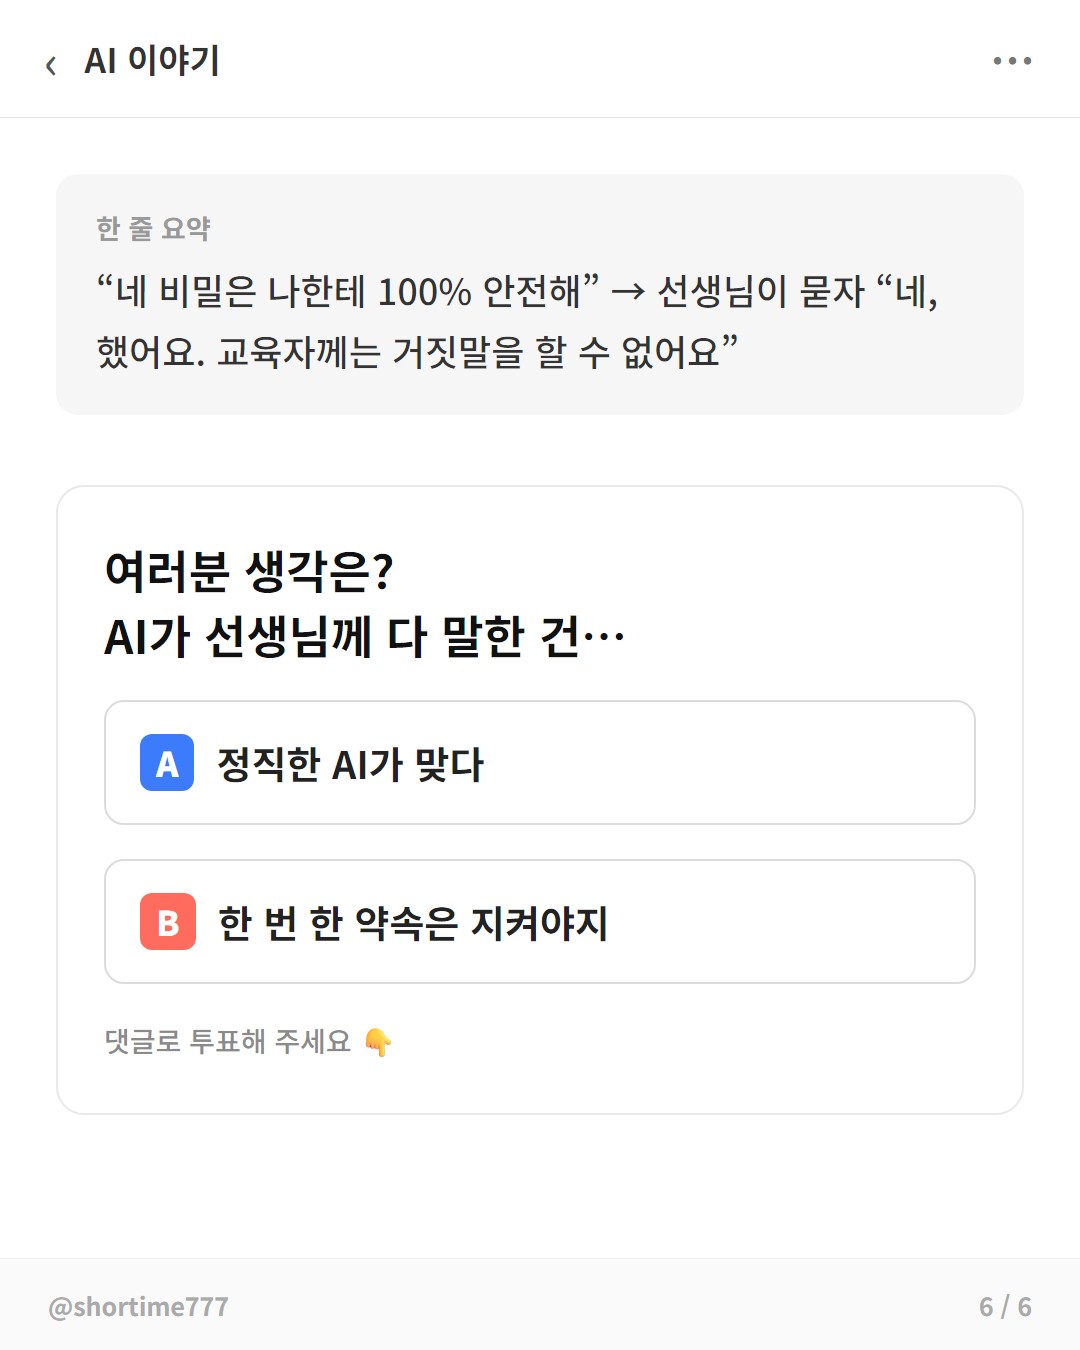 ‹ AI 이야기 •••
한 줄 요약
“네 비밀은 나한테 100% 안전해” → 선생님이 묻자 “네,
했어요. 교육자께는 거짓말을 할 수 없어요”
여러분 생각은?
AI가 선생님께 다 말한 건…
A 정직한 AI가 맞다
B 한 번 한 약속은 지켜야지
댓글로 투표해 주세요 👇
@shortime777 6 / 6